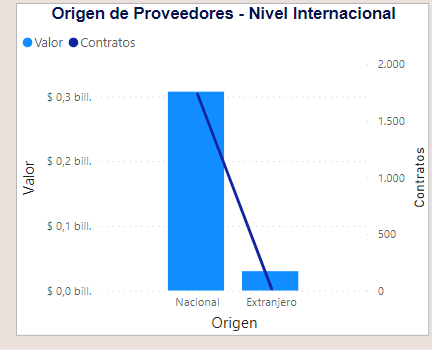 Origen de Proveedores - Nivel Internacional
Valor Contratos
2.000
$ 0,3 bill.
1.500
$ 0,2 bill.
1.000
$ 0,1 bill.
500
$ 0,0 bill.
0
Valor
Contratos
Nacional Extranjero
Origen